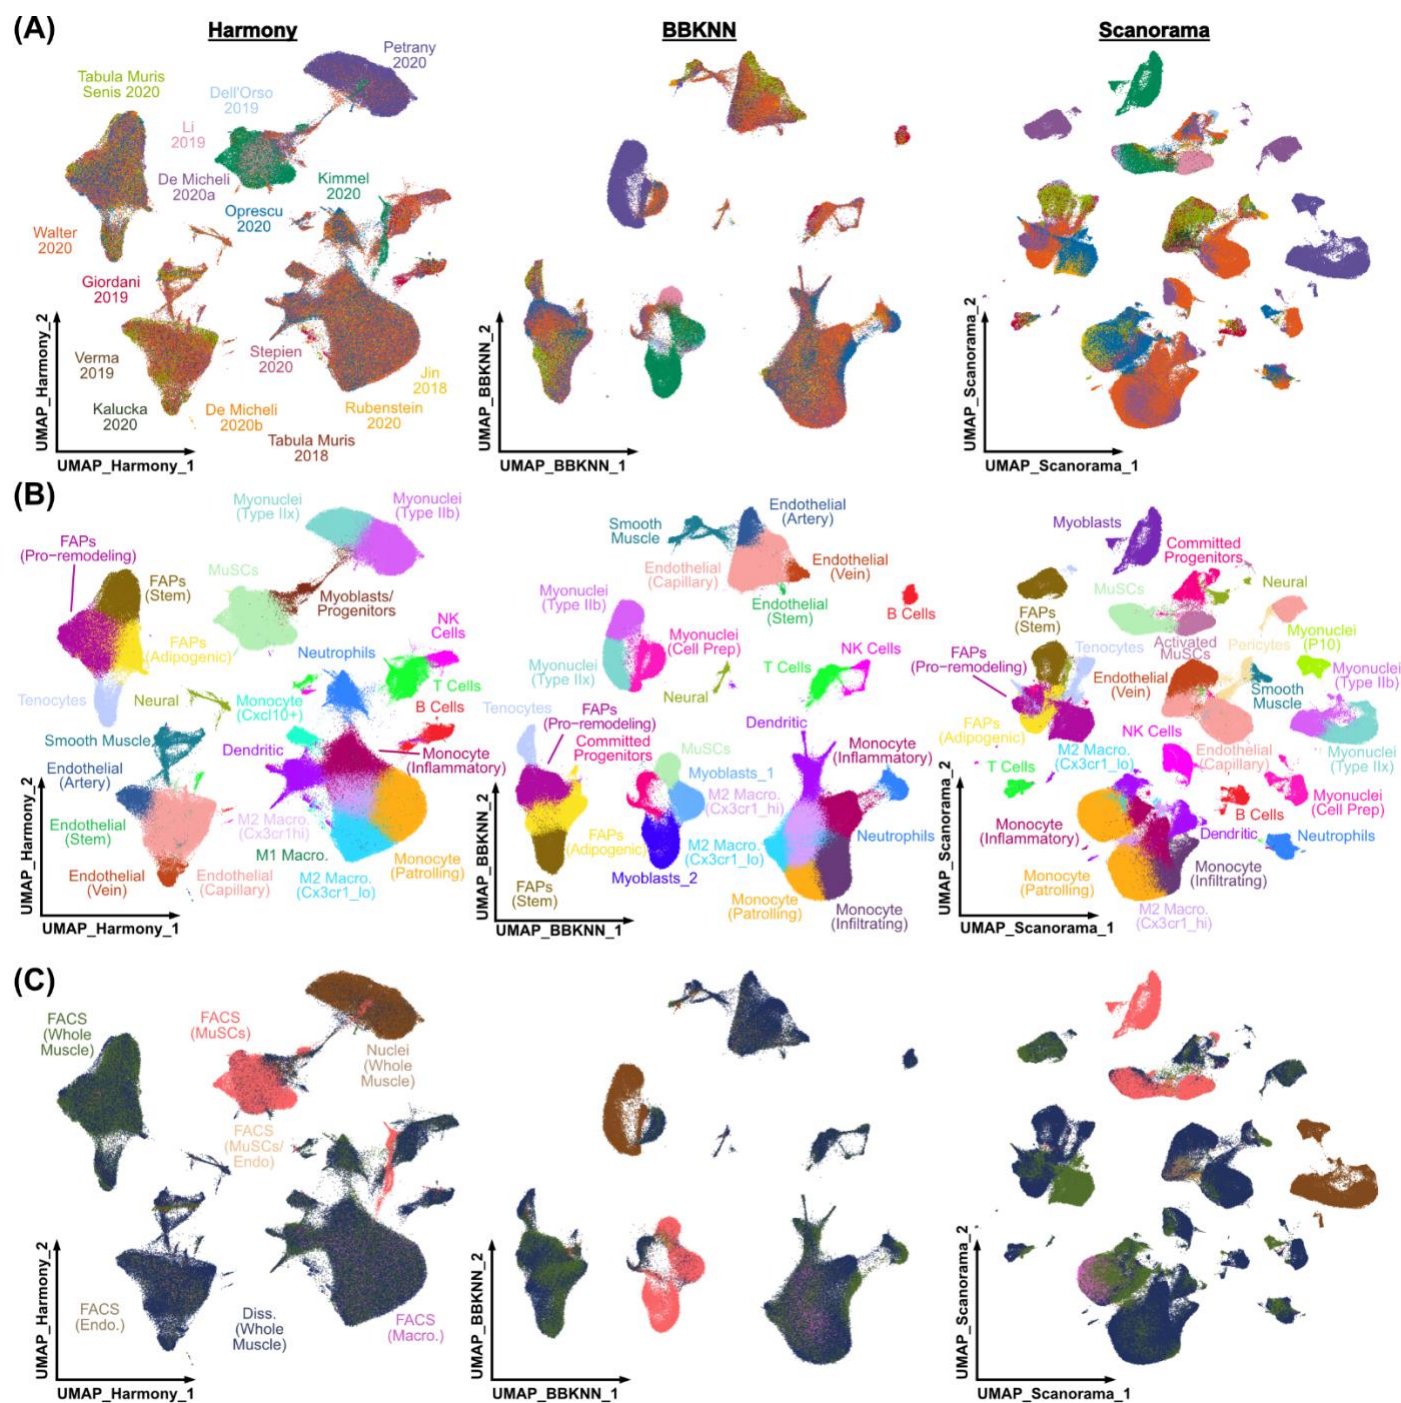 (A)
Harmony
BBKNN
Scanorama
Petrany
2020
Tabula Muris
Senis 2020
Dell'Orso
2019
Li
2019
De Micheli
2020a
Kimmel
2020
Oprescu
2020
Walter
2020
Giordani
2019
Verma
2019
Stepien
2020
Jin
2018
Kalucka
2020
De Micheli
2020b
Rubenstein
2020
Tabula Muris
2018
UMAP_Harmony_2
UMAP_Harmony_1
UMAP_BBKNN_2
UMAP_BBKNN_1
UMAP_Scanorama_2
UMAP_Scanorama_1
(B)
Myonuclei
(Type IIx)
Myonuclei
(Type IIb)
FAPs
(Pro-remodeling)
FAPs
(Stem)
MuSCs
Myoblasts/
Progenitors
FAPs
(Adipogenic)
NK
Cells
Neutrophils
Tenocytes
Neural
Monocyte
(Cxcl10+)
T Cells
B Cells
Smooth Muscle
Dendritic
Monocyte
(Inflammatory)
Endothelial
(Artery)
Endothelial
(Stem)
M2 Macro.
(Cx3cr1hi)
M1 Macro.
Endothelial
(Vein)
Endothelial
(Capillary)
M2 Macro.
(Cx3cr1_lo)
Monocyte
(Patrolling)
UMAP_Harmony_2
UMAP_Harmony_1
Smooth
Muscle
Endothelial
(Artery)
Endothelial
(Capillary)
Endothelial
(Vein)
Endothelial
(Stem)
B Cells
Myonuclei
(Type IIb)
Myonuclei
(Cell Prep)
Myonuclei
(Type IIx)
Neural
T Cells
NK Cells
Tenocytes
FAPs
(Pro-remodeling)
Committed
Progenitors
Dendritic
MuSCs
Monocyte
(Inflammatory)
Myoblasts_1
M2 Macro.
(Cx3cr1_hi)
FAPs
(Adipogenic)
M2 Macro.
(Cx3cr1_lo)
Neutrophils
Myoblasts_2
FAPs
(Stem)
Monocyte
(Patrolling)
Monocyte
(Infiltrating)
UMAP_BBKNN_2
UMAP_BBKNN_1
Myoblasts
Committed
Progenitors
MuSCs
Neural
FAPs
(Stem)
Activated
MuSCs
Myonuclei
(P10)
FAPs
(Pro-remodeling)
Tenocytes
Pericytes
Myonuclei
(Type IIb)
Endothelial
(Vein)
Smooth
Muscle
FAPs
(Adipogenic)
NK Cells
M2 Macro.
(Cx3cr1_lo)
Endothelial
(Capillary)
Myonuclei
(Type IIx)
T Cells
Myonuclei
(Cell Prep)
B Cells
Monocyte
(Inflammatory)
Dendritic
Neutrophils
Monocyte
(Patrolling)
Monocyte
(Infiltrating)
M2 Macro.
(Cx3cr1_hi)
UMAP_Scanorama_2
UMAP_Scanorama_1
(C)
FACS
(Whole
Muscle)
FACS
(MuSCs)
Nuclei
(Whole
Muscle)
FACS
(MuSCs/
Endo)
FACS
(Endo.)
Diss.
(Whole
Muscle)
FACS
(Macro.)
UMAP_Harmony_2
UMAP_Harmony_1
UMAP_BBKNN_2
UMAP_BBKNN_1
UMAP_Scanorama_2
UMAP_Scanorama_1